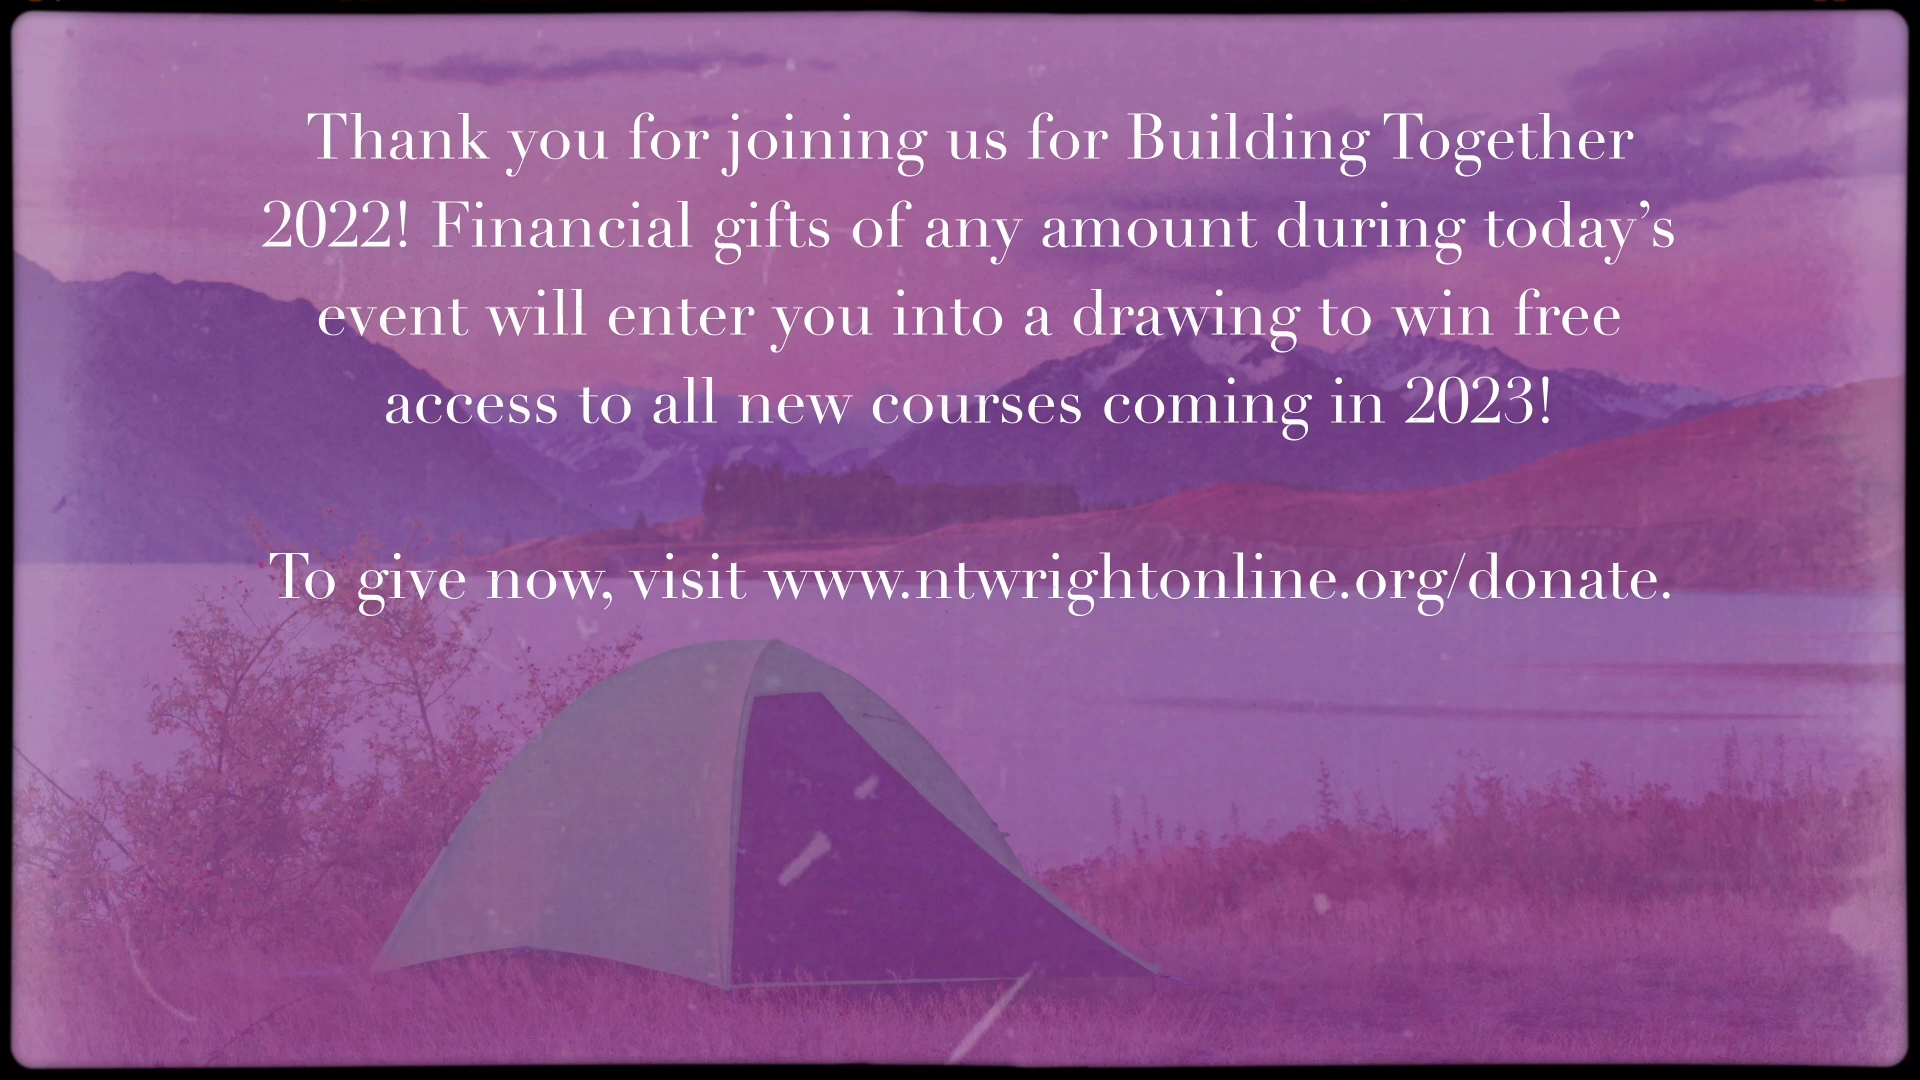 Thank you for joining us for Building Together
2022! Financial gifts of any amount during today’s
event will enter you into a drawing to win free
access to all new courses coming in 2023!
To give now, visit www.ntwrightonline.org/donate.